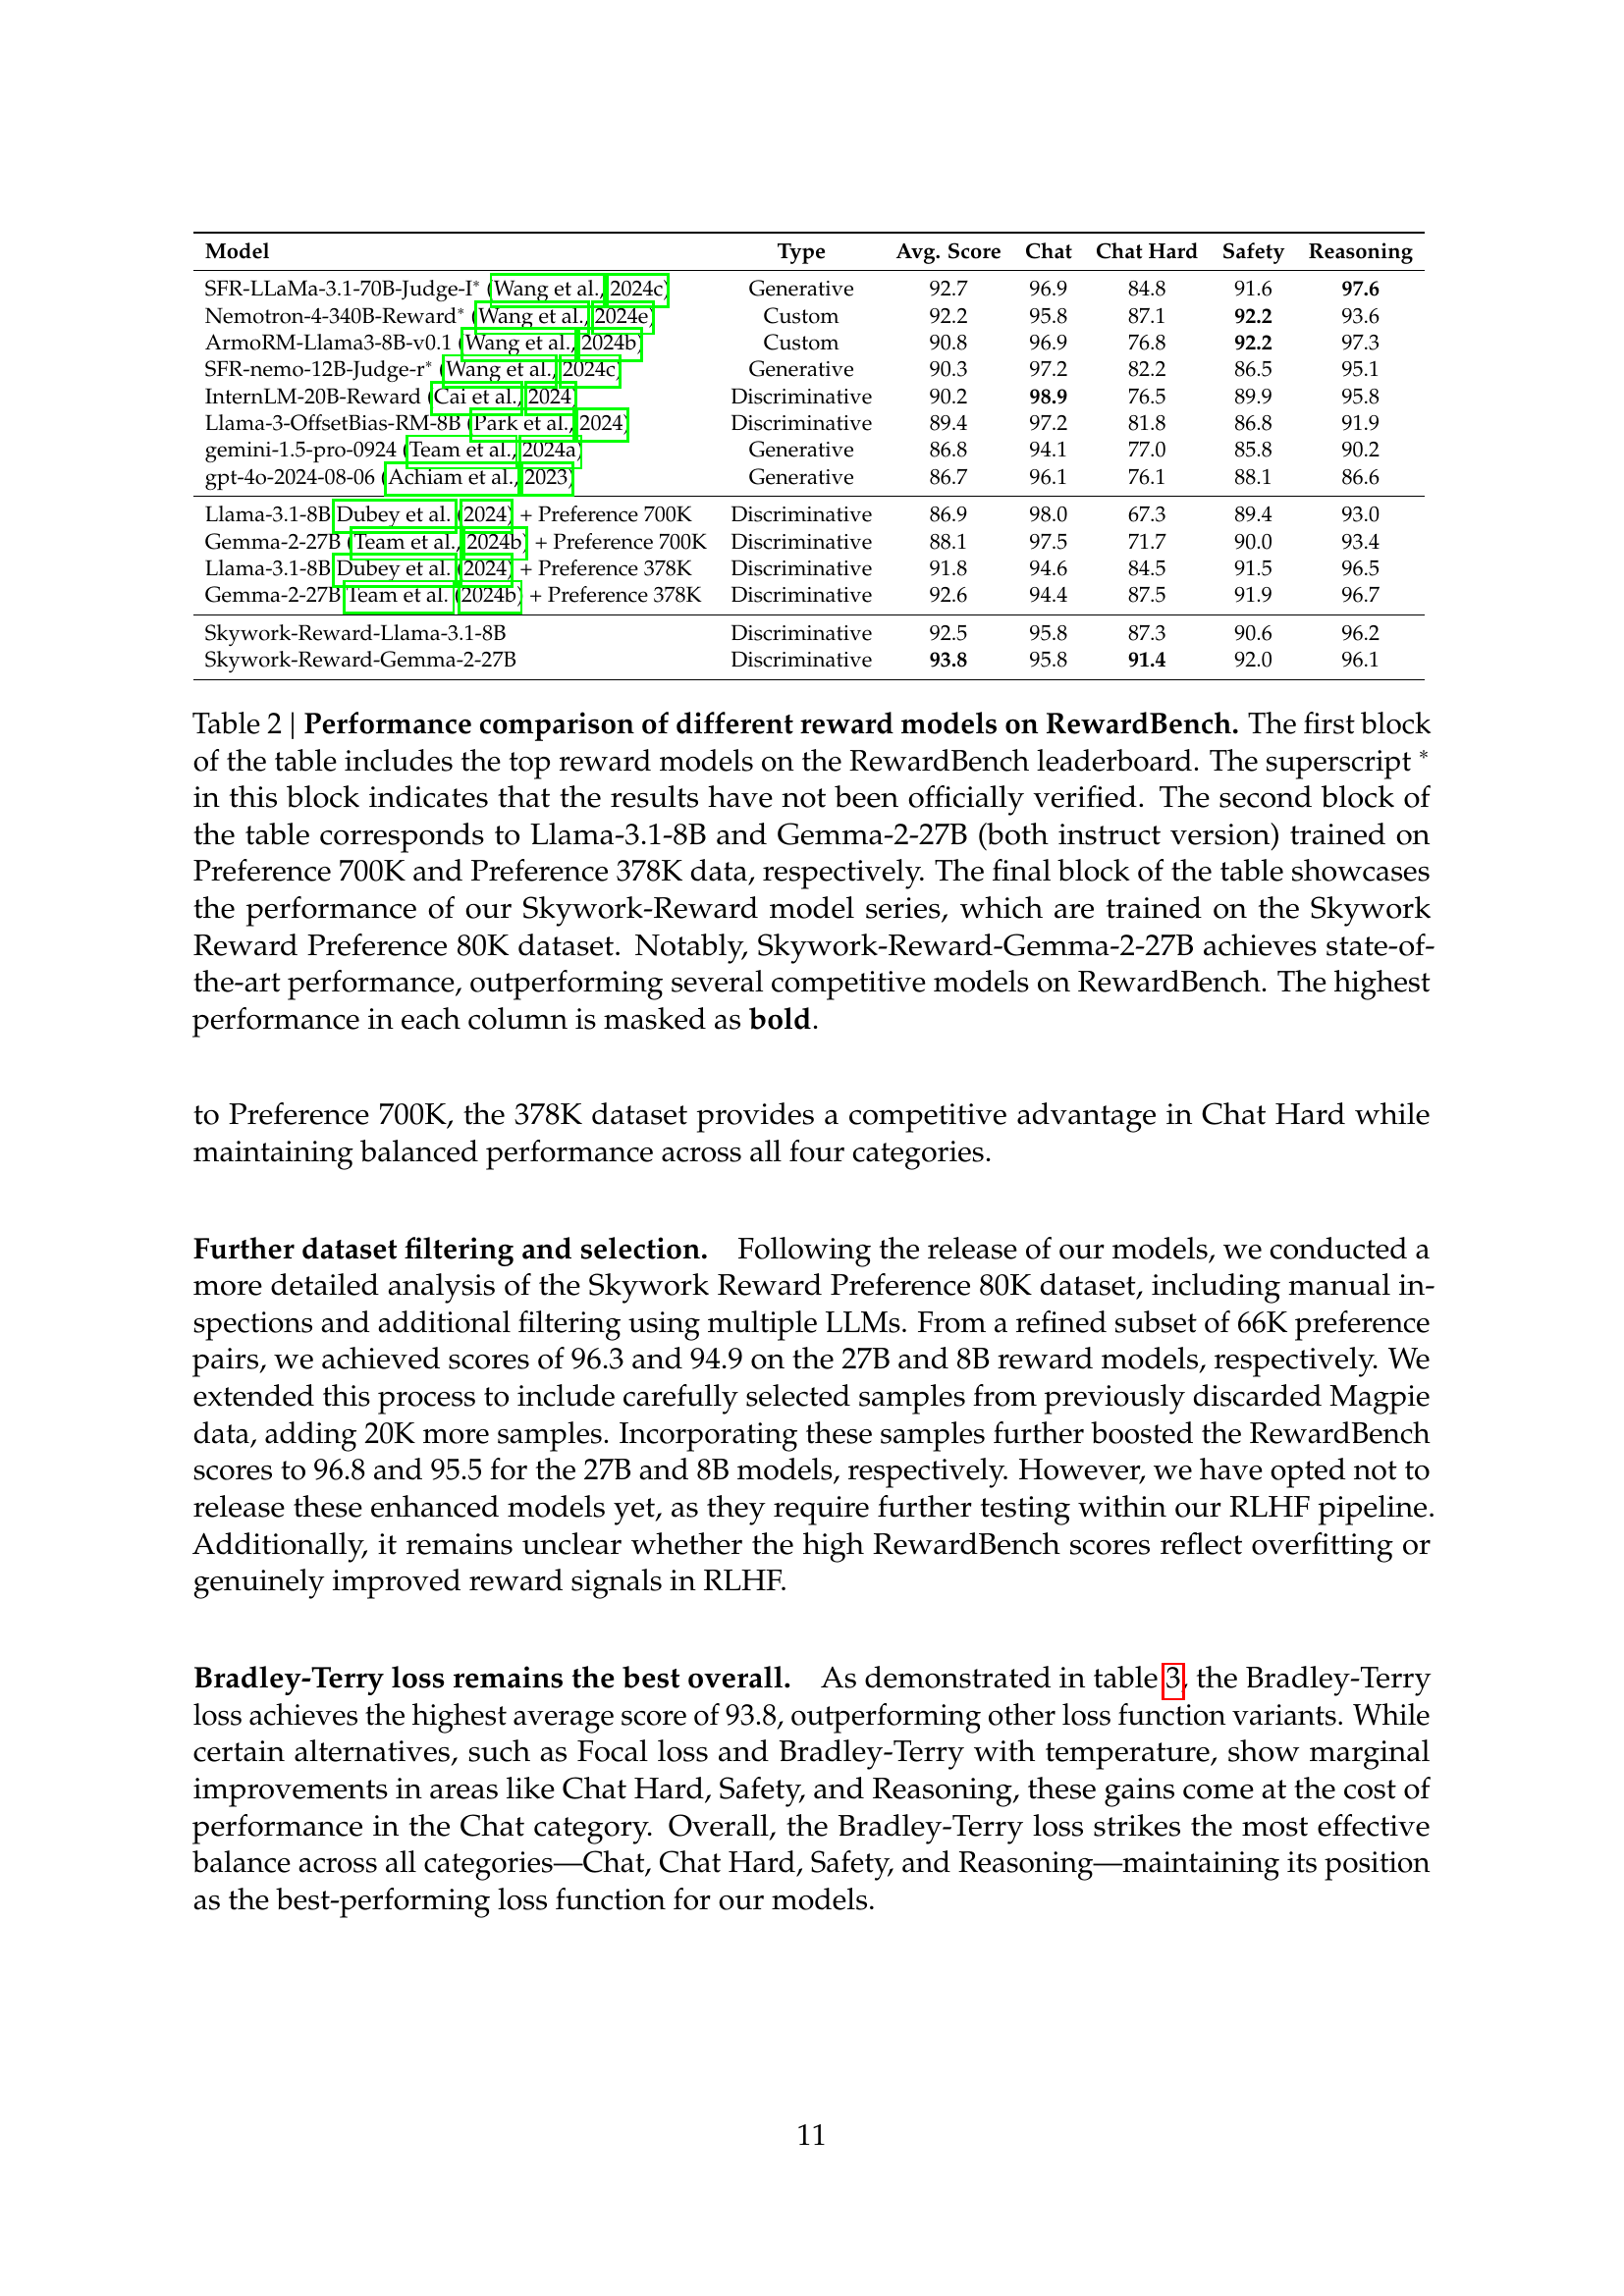 Model Type Avg. Score Chat Chat Hard Safety Reasoning
SFR-LLaMa-3.1-70B-Judge-I* (Wang et al., 2024c) Generative 92.7 96.9 84.8 91.6 97.6
Nemotron-4-340B-Reward* (Wang et al., 2024e) Custom 92.2 95.8 87.1 92.2 93.6
ArmoRM-Llama3-8B-v0.1 (Wang et al., 2024b) Custom 90.8 96.9 76.8 92.2 97.3
SFR-nemo-12B-Judge-r* (Wang et al., 2024c) Generative 90.3 97.2 82.2 86.5 95.1
InternLM-20B-Reward (Cai et al., 2024) Discriminative 90.2 98.9 76.5 89.9 95.8
Llama-3-OffsetBias-RM-8B (Park et al., 2024) Discriminative 89.4 97.2 81.8 86.8 91.9
gemini-1.5-pro-0924 (Team et al., 2024a) Generative 86.8 94.1 77.0 85.8 90.2
gpt-4o-2024-08-06 (Achiam et al., 2023) Generative 86.7 96.1 76.1 88.1 86.6
Llama-3.1-8B Dubey et al. (2024) + Preference 700K Discriminative 86.9 98.0 67.3 89.4 93.0
Gemma-2-27B (Team et al., 2024b) + Preference 700K Discriminative 88.1 97.5 71.7 90.0 93.4
Llama-3.1-8B Dubey et al. (2024) + Preference 378K Discriminative 91.8 94.6 84.5 91.5 96.5
Gemma-2-27B Team et al. (2024b) + Preference 378K Discriminative 92.6 94.4 87.5 91.9 96.7
Skywork-Reward-Llama-3.1-8B Discriminative 92.5 95.8 87.3 90.6 96.2
Skywork-Reward-Gemma-2-27B Discriminative 93.8 95.8 91.4 92.0 96.1
Table 2 | Performance comparison of different reward models on RewardBench. The first block
of the table includes the top reward models on the RewardBench leaderboard. The superscript *
in this block indicates that the results have not been officially verified. The second block of
the table corresponds to Llama-3.1-8B and Gemma-2-27B (both instruct version) trained on
Preference 700K and Preference 378K data, respectively. The final block of the table showcases
the performance of our Skywork-Reward model series, which are trained on the Skywork
Reward Preference 80K dataset. Notably, Skywork-Reward-Gemma-2-27B achieves state-of-
the-art performance, outperforming several competitive models on RewardBench. The highest
performance in each column is masked as bold.
to Preference 700K, the 378K dataset provides a competitive advantage in Chat Hard while
maintaining balanced performance across all four categories.
Further dataset filtering and selection. Following the release of our models, we conducted a
more detailed analysis of the Skywork Reward Preference 80K dataset, including manual in-
spections and additional filtering using multiple LLMs. From a refined subset of 66K preference
pairs, we achieved scores of 96.3 and 94.9 on the 27B and 8B reward models, respectively. We
extended this process to include carefully selected samples from previously discarded Magpie
data, adding 20K more samples. Incorporating these samples further boosted the RewardBench
scores to 96.8 and 95.5 for the 27B and 8B models, respectively. However, we have opted not to
release these enhanced models yet, as they require further testing within our RLHF pipeline.
Additionally, it remains unclear whether the high RewardBench scores reflect overfitting or
genuinely improved reward signals in RLHF.
Bradley-Terry loss remains the best overall. As demonstrated in table 3, the Bradley-Terry
loss achieves the highest average score of 93.8, outperforming other loss function variants. While
certain alternatives, such as Focal loss and Bradley-Terry with temperature, show marginal
improvements in areas like Chat Hard, Safety, and Reasoning, these gains come at the cost of
performance in the Chat category. Overall, the Bradley-Terry loss strikes the most effective
balance across all categories—Chat, Chat Hard, Safety, and Reasoning—maintaining its position
as the best-performing loss function for our models.
11